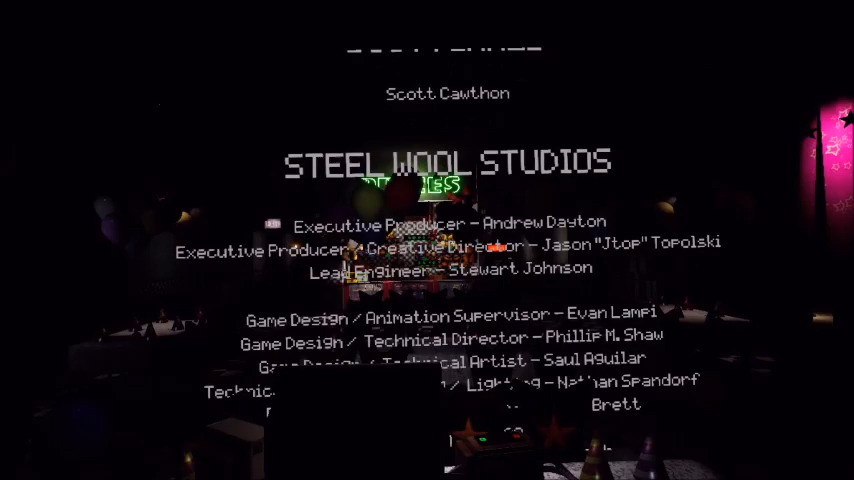 Scott Cawthon
STEEL WOOL STUDIOS
Executive Producer - Andrew Dayton
Executive Producer / Creative Director - Jason "Jtop" Topolski
Lead Engineer - Stewart Johnson
Game Design / Animation Supervisor - Evan Lampi
Game Design / Technical Director - Phillip M. Shaw
Game Design / Technical Artist - Saul Aguilar
/ Lighting - Nathan Spandorf
Brett